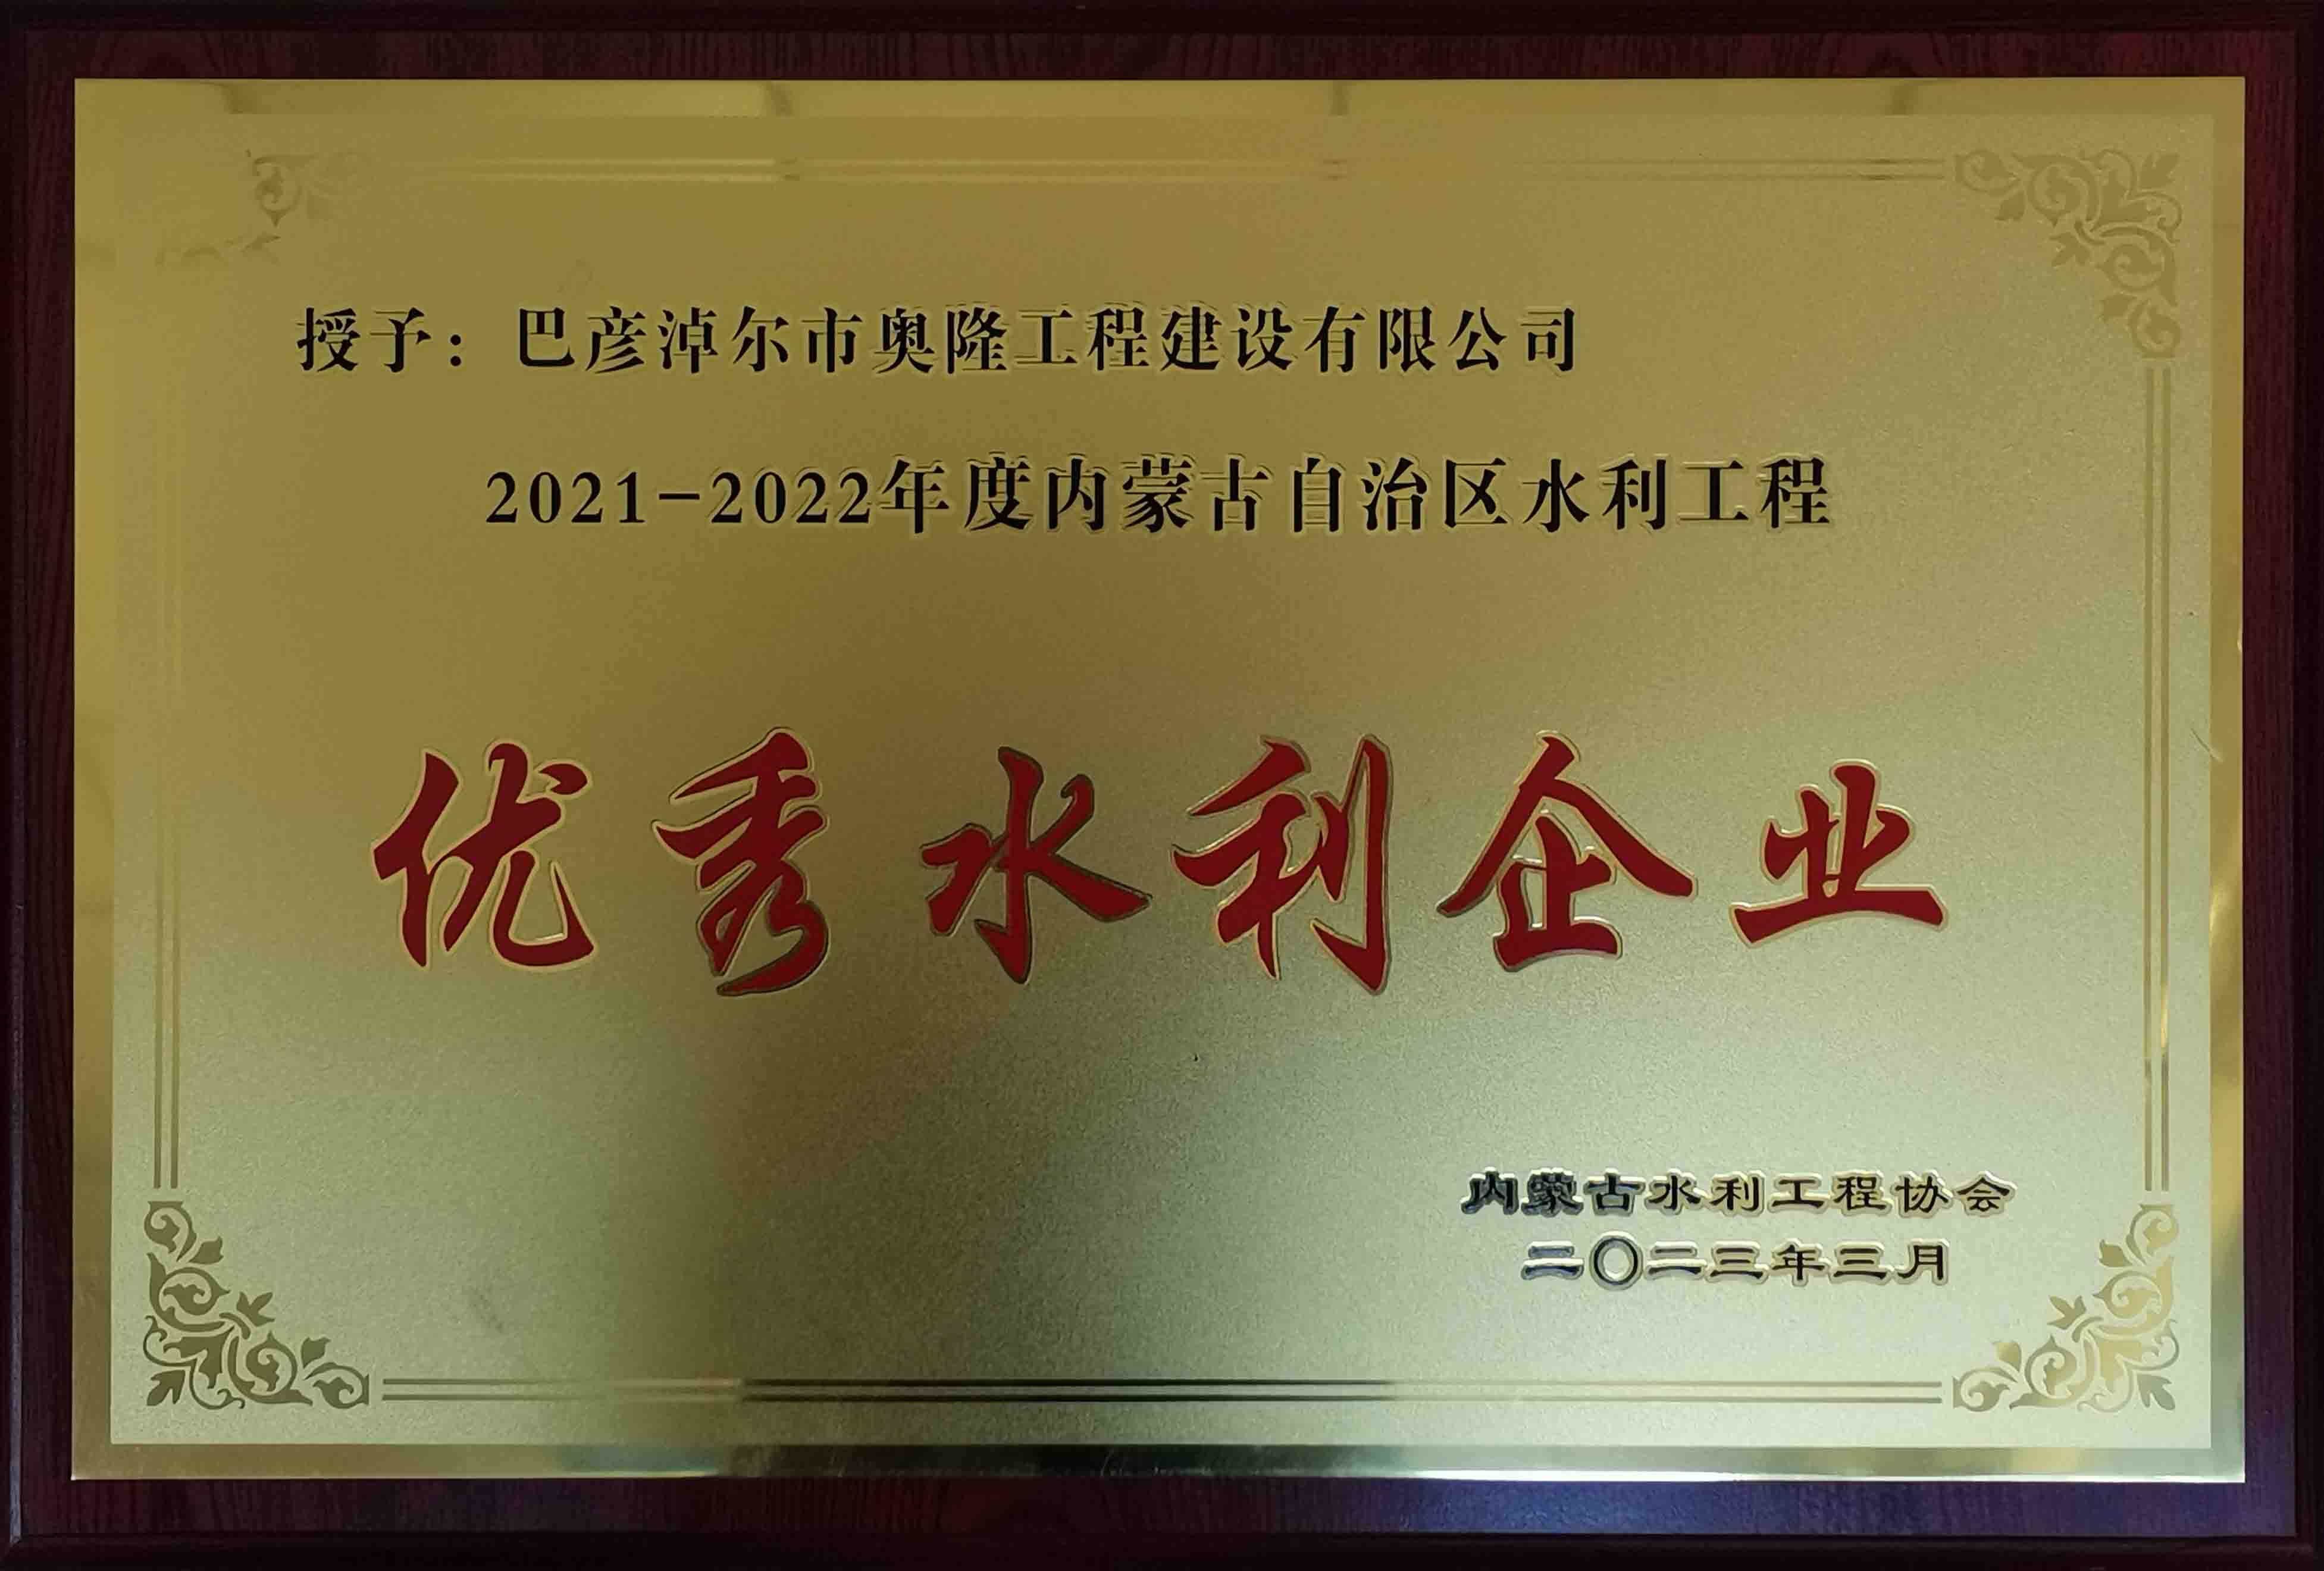 授予：巴彦淖尔市奥隆工程建设有限公司
2021-2022年度内蒙古自治区水利工程
优秀水利企业
内蒙古水利工程协会
二〇二三年三月